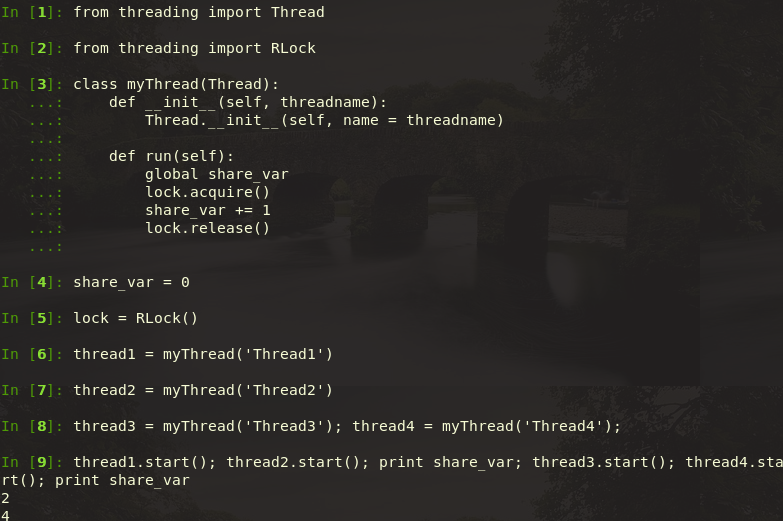 In [1]: from threading import Thread
In [2]: from threading import RLock
In [3]: class myThread(Thread):
   ...:     def __init__(self, threadname):
   ...:         Thread.__init__(self, name = threadname)
   ...:
   ...:     def run(self):
   ...:         global share_var
   ...:         lock.acquire()
   ...:         share_var += 1
   ...:         lock.release()
   ...:
In [4]: share_var = 0
In [5]: lock = RLock()
In [6]: thread1 = myThread('Thread1')
In [7]: thread2 = myThread('Thread2')
In [8]: thread3 = myThread('Thread3'); thread4 = myThread('Thread4');
In [9]: thread1.start(); thread2.start(); print share_var; thread3.start(); thread4.sta
rt(); print share_var
2
4